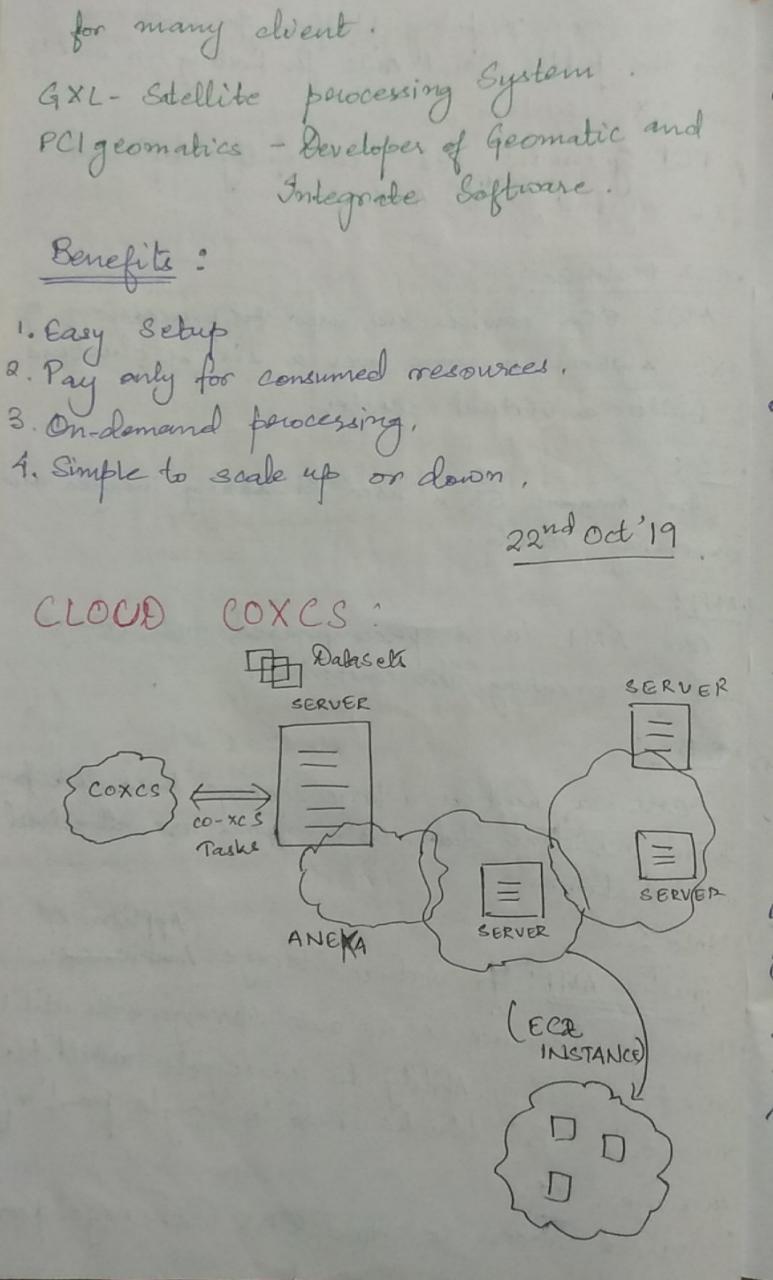 for many client.
GXL - Satellite processing System.
PCI geomatics - Developer of Geomatic and
Integrate Software.
Benefits:
1. Easy Setup
2. Pay only for consumed resources.
3. On-demand processing.
4. Simple to scale up or down.
22nd Oct'19
CLOUD COXCS:
Datasets
SERVER
SERVER
COXCS
CO-XCS
Tasks
SERVER
SERVER
ANEKA
(EC2
INSTANCE)